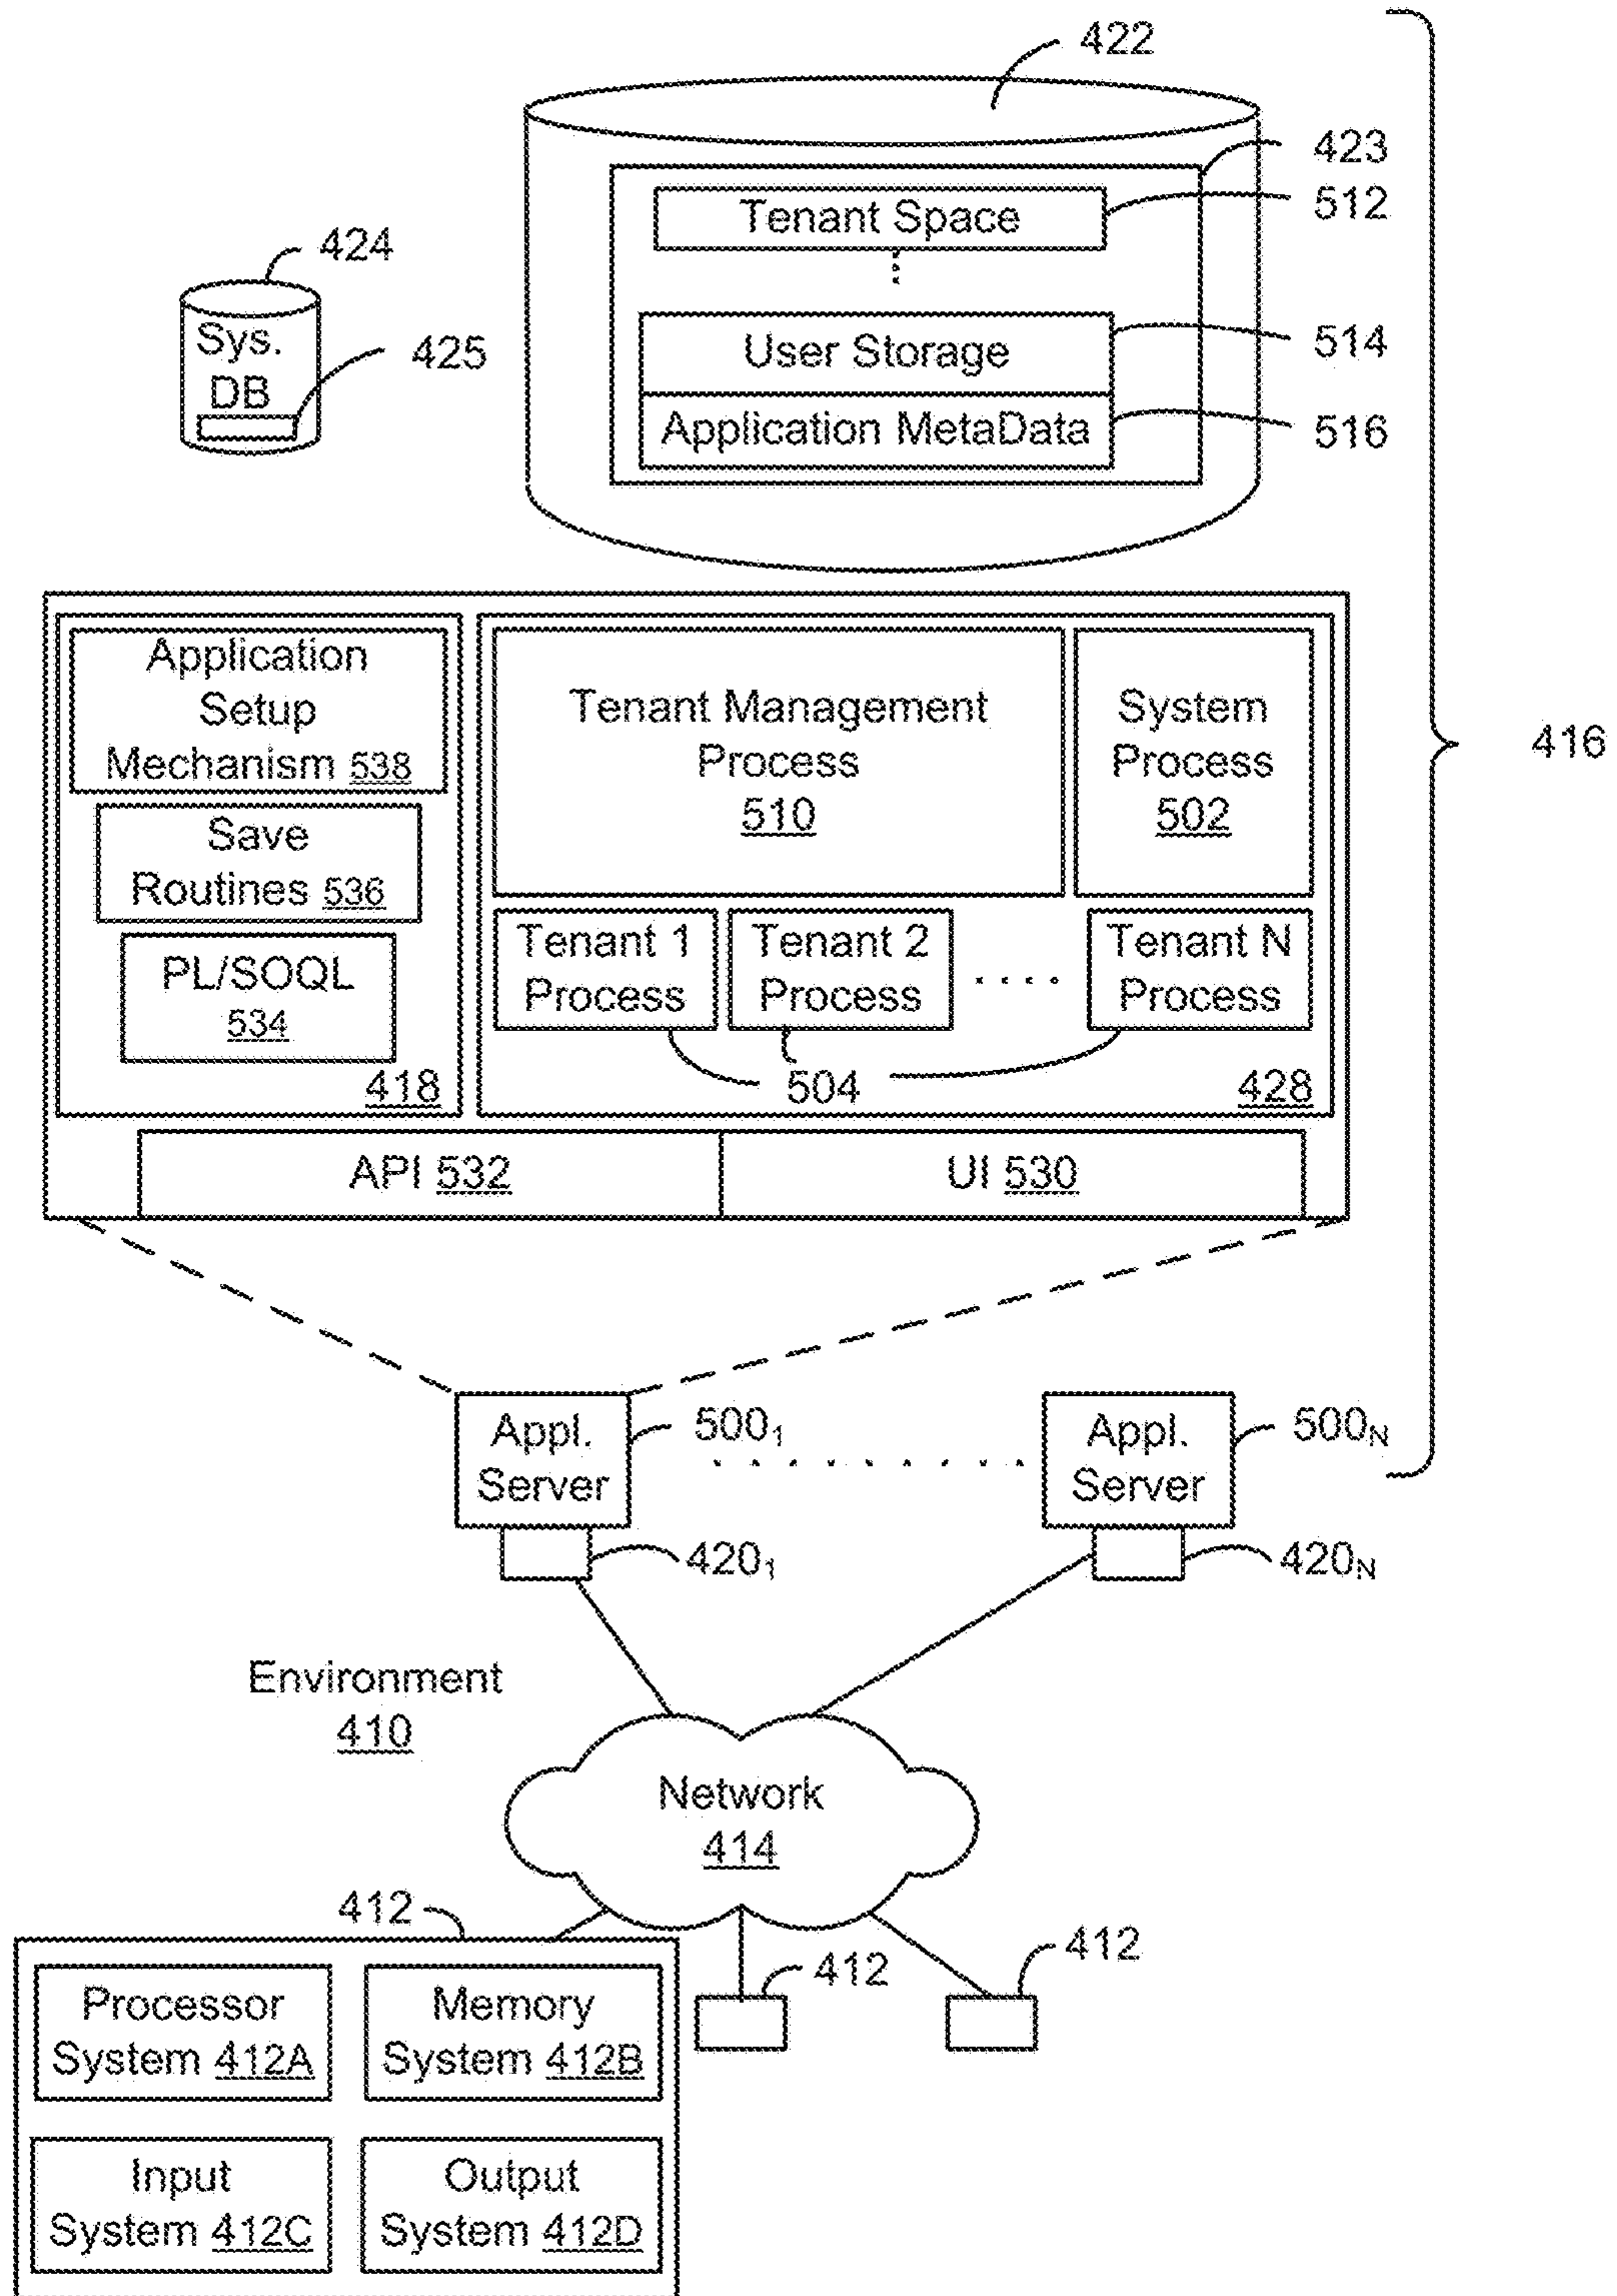 422
423
Tenant Space
512
424
Sys.
DB
425
User Storage
514
Application MetaData
516
416
Application
Setup
Mechanism 538
Tenant Management
Process
510
System
Process
502
Save
Routines 536
PL/SOQL
534
Tenant 1
Process
Tenant 2
Process
Tenant N
Process
418
504
428
API 532
UI 530
Appl.
Server
500₁
Appl.
Server
500N
420₁
420N
Environment
410
Network
414
412
412
412
Processor
System 412A
Memory
System 412B
Input
System 412C
Output
System 412D